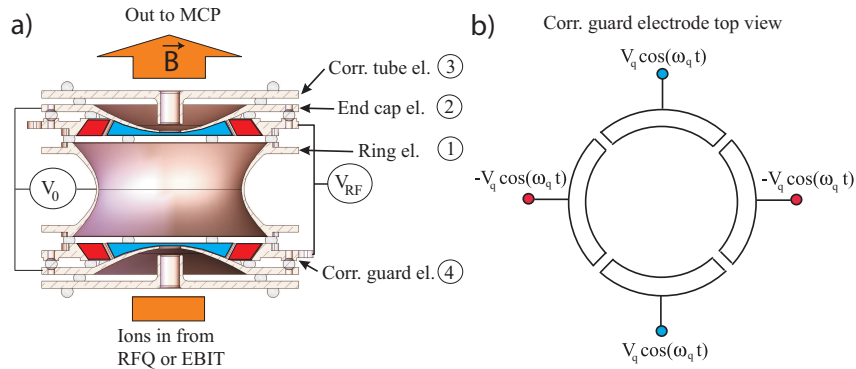 a)
Out to MCP
B
Corr. tube el. 3
End cap el. 2
Ring el. 1
V0
VRF
Corr. guard el. 4
Ions in from
RFQ or EBIT
b)
Corr. guard electrode top view
Vq cos(ωq t)
-Vq cos(ωq t)
-Vq cos(ωq t)
Vq cos(ωq t)